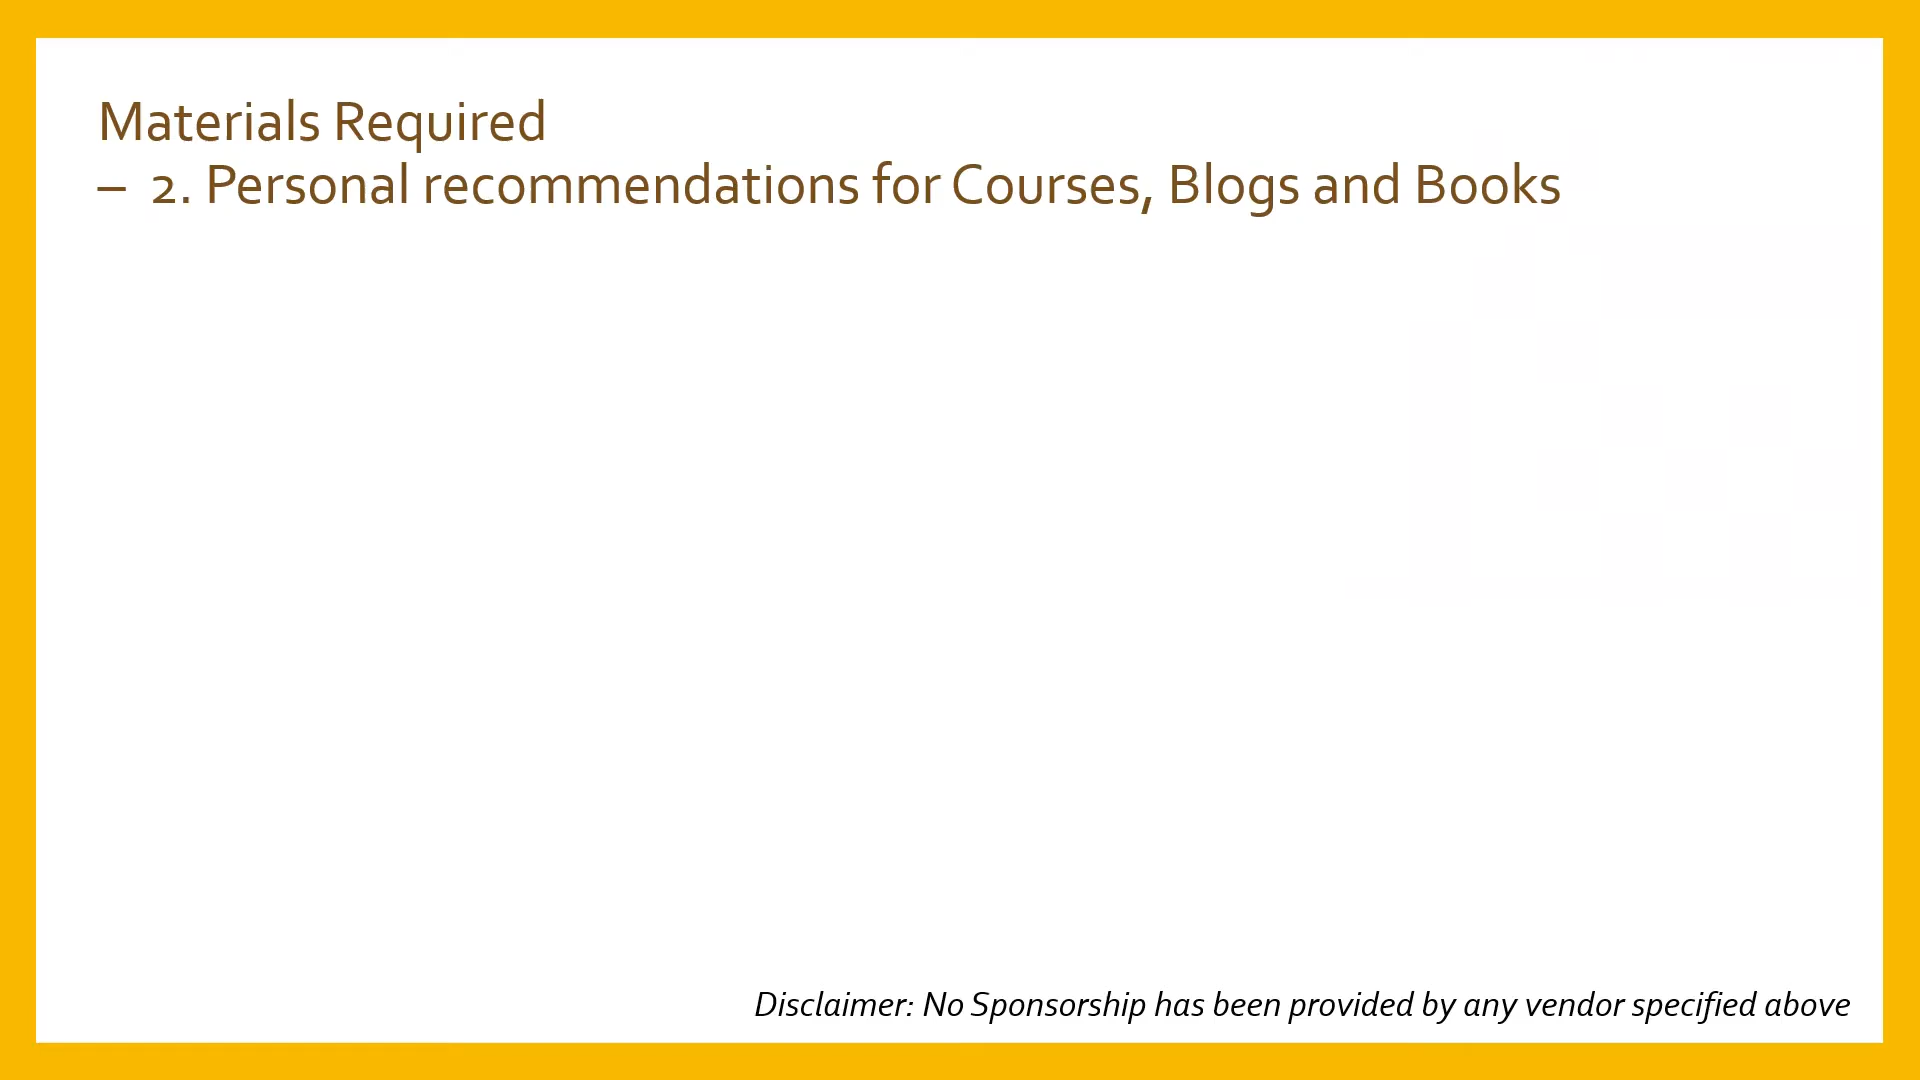 Materials Required
– 2. Personal recommendations for Courses, Blogs and Books
Disclaimer: No Sponsorship has been provided by any vendor specified above